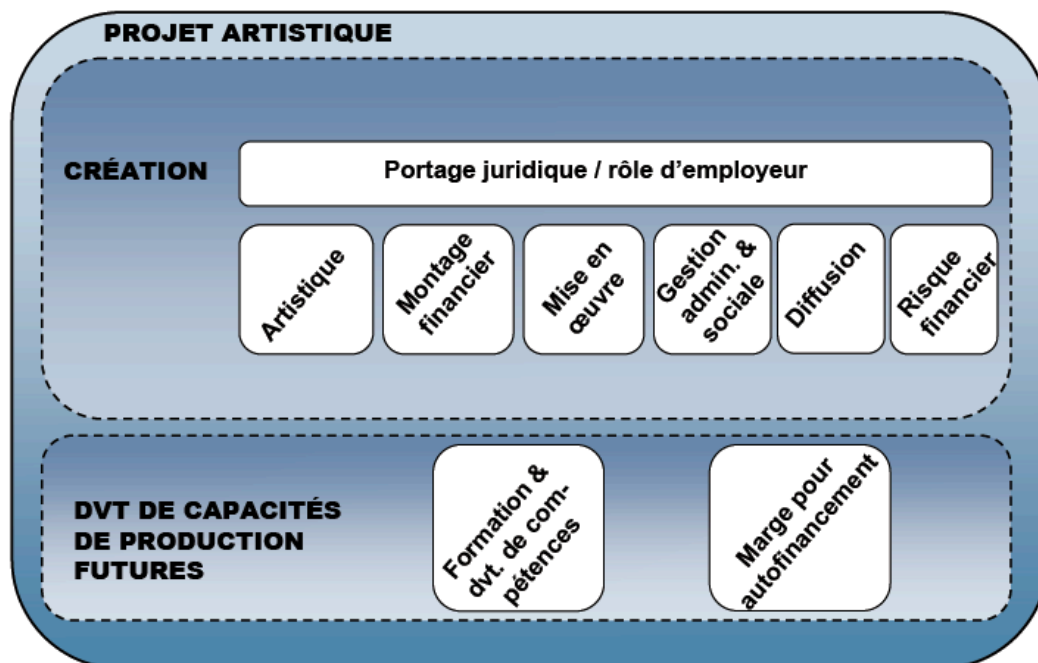 PROJET ARTISTIQUE
CRÉATION
Portage juridique / rôle d’employeur
Artistique
Montage
financier
Mise en
œuvre
Gestion
admin. &
sociale
Diffusion
Risque
financier
DVT DE CAPACITÉS
DE PRODUCTION
FUTURES
Formation &
dvt. de com-
pétences
Marge pour
autofinancement